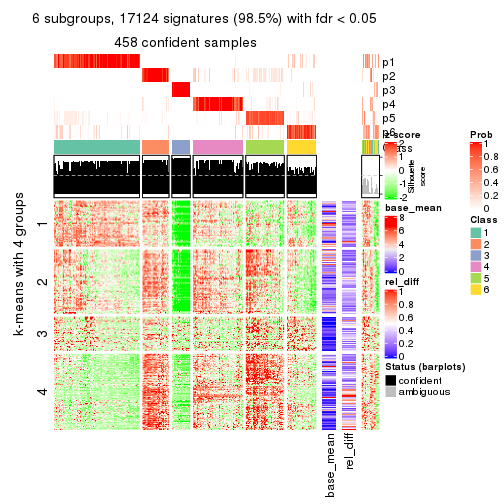 6 subgroups, 17124 signatures (98.5%) with fdr < 0.05
458 confident samples
p1
p2
p3
p4
p5
p6
Silhouette
score
k-means with 4 groups
1
2
3
4
base_mean
rel_diff
z-score
2
1
0
-1
-2
base_mean
8
6
4
2
0
rel_diff
1
0.8
0.6
0.4
0.2
0
Status (barplots)
confident
ambiguous
Prob
1
0.8
0.6
0.4
0.2
0
Class
1
2
3
4
5
6